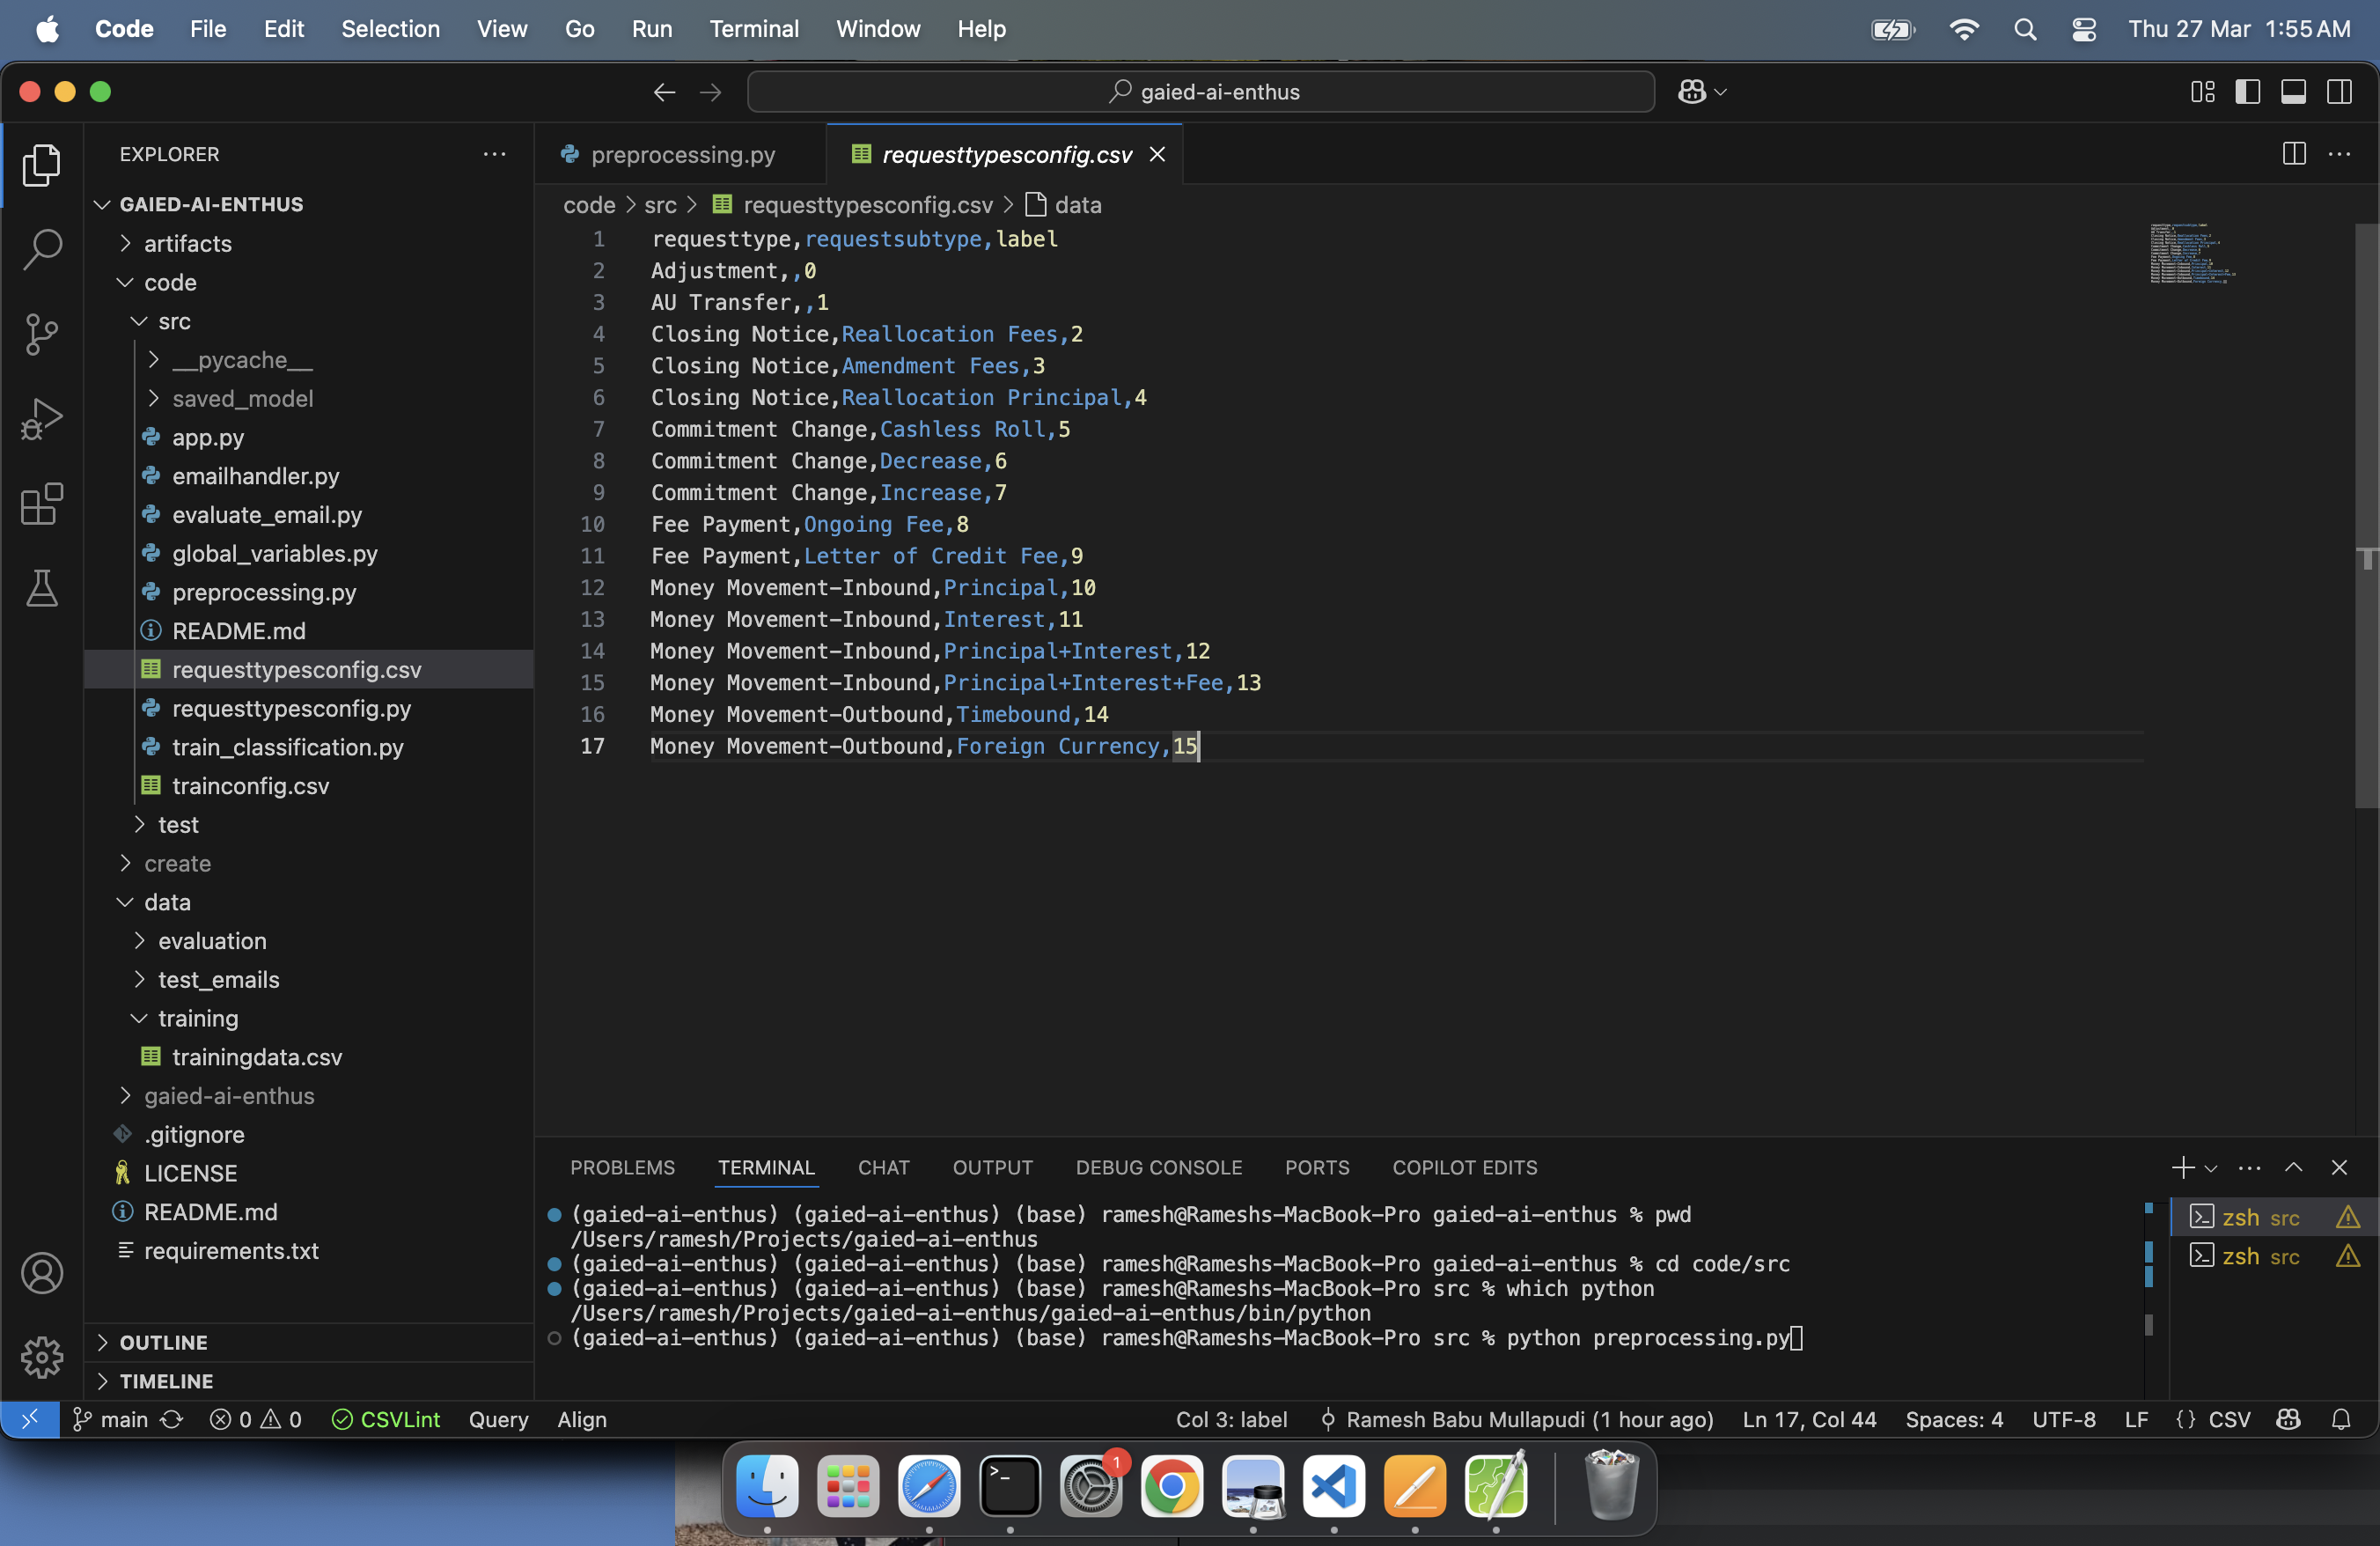 Code File Edit Selection View Go Run Terminal Window Help Thu 27 Mar 1:55 AM
gaied-ai-enthus
EXPLORER
preprocessing.py requesttypesconfig.csv
GAIED-AI-ENTHUS
artifacts
code
src
__pycache__
saved_model
app.py
emailhandler.py
evaluate_email.py
global_variables.py
preprocessing.py
README.md
requesttypesconfig.csv
requesttypesconfig.py
train_classification.py
trainconfig.csv
test
create
data
evaluation
test_emails
training
trainingdata.csv
gaied-ai-enthus
.gitignore
LICENSE
README.md
requirements.txt
OUTLINE
TIMELINE
code > src > requesttypesconfig.csv > data
1 requesttype,requestsubtype,label
2 Adjustment,,0
3 AU Transfer,,1
4 Closing Notice,Reallocation Fees,2
5 Closing Notice,Amendment Fees,3
6 Closing Notice,Reallocation Principal,4
7 Commitment Change,Cashless Roll,5
8 Commitment Change,Decrease,6
9 Commitment Change,Increase,7
10 Fee Payment,Ongoing Fee,8
11 Fee Payment,Letter of Credit Fee,9
12 Money Movement-Inbound,Principal,10
13 Money Movement-Inbound,Interest,11
14 Money Movement-Inbound,Principal+Interest,12
15 Money Movement-Inbound,Principal+Interest+Fee,13
16 Money Movement-Outbound,Timebound,14
17 Money Movement-Outbound,Foreign Currency,15
PROBLEMS TERMINAL CHAT OUTPUT DEBUG CONSOLE PORTS COPILOT EDITS
(gaied-ai-enthus) (gaied-ai-enthus) (base) ramesh@Rameshs-MacBook-Pro gaied-ai-enthus % pwd
/Users/ramesh/Projects/gaied-ai-enthus
(gaied-ai-enthus) (gaied-ai-enthus) (base) ramesh@Rameshs-MacBook-Pro gaied-ai-enthus % cd code/src
(gaied-ai-enthus) (gaied-ai-enthus) (base) ramesh@Rameshs-MacBook-Pro src % which python
/Users/ramesh/Projects/gaied-ai-enthus/gaied-ai-enthus/bin/python
(gaied-ai-enthus) (gaied-ai-enthus) (base) ramesh@Rameshs-MacBook-Pro src % python preprocessing.py
zsh src
zsh src
main 0 0 CSVLint Query Align Col 3: label Ramesh Babu Mullapudi (1 hour ago) Ln 17, Col 44 Spaces: 4 UTF-8 LF {} CSV
1